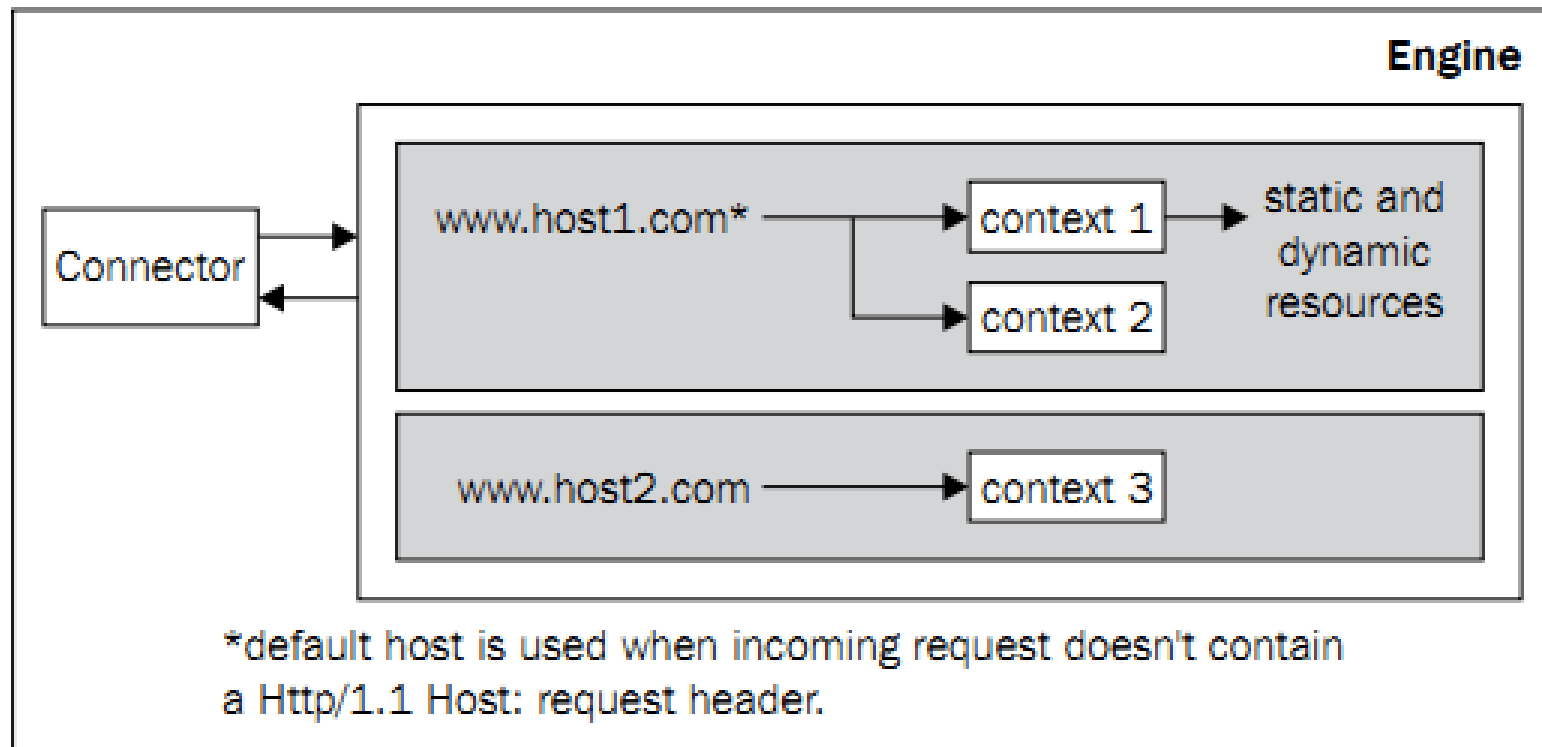 Engine
Connector
www.host1.com*
context 1
static and
dynamic
resources
context 2
www.host2.com
context 3
*default host is used when incoming request doesn't contain
a Http/1.1 Host: request header.